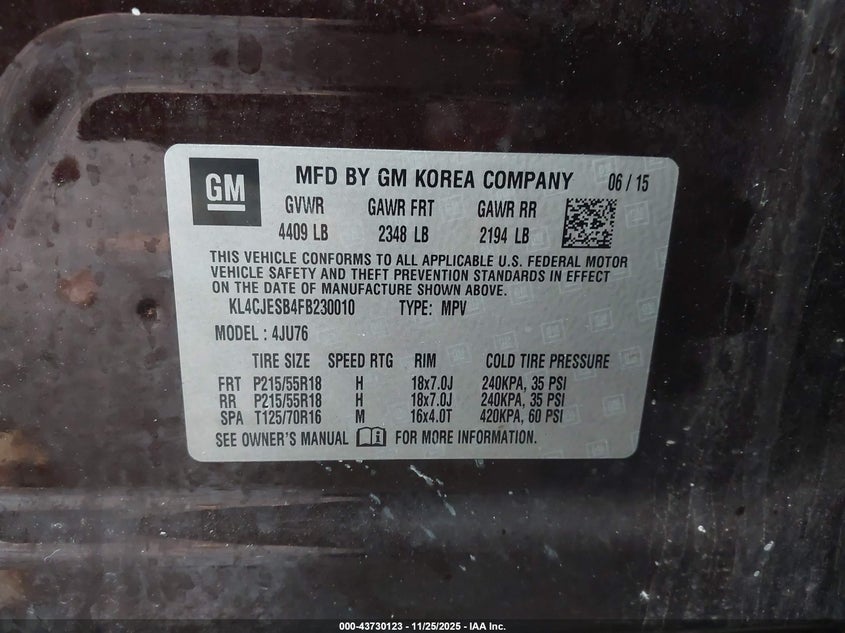 GM
MFD BY GM KOREA COMPANY 06 / 15
GVWR GAWR FRT GAWR RR
4409 LB 2348 LB 2194 LB
THIS VEHICLE CONFORMS TO ALL APPLICABLE U.S. FEDERAL MOTOR
VEHICLE SAFETY AND THEFT PREVENTION STANDARDS IN EFFECT
ON THE DATE OF MANUFACTURE SHOWN ABOVE.
KL4CJESB4FB230010 TYPE: MPV
MODEL : 4JU76
TIRE SIZE SPEED RTG RIM COLD TIRE PRESSURE
FRT P215/55R18 H 18x7.0J 240KPA, 35 PSI
RR P215/55R18 H 18x7.0J 240KPA, 35 PSI
SPA T125/70R16 M 16x4.0T 420KPA, 60 PSI
SEE OWNER'S MANUAL FOR MORE INFORMATION.
000-43730123 - 11/25/2025 - IAA Inc.